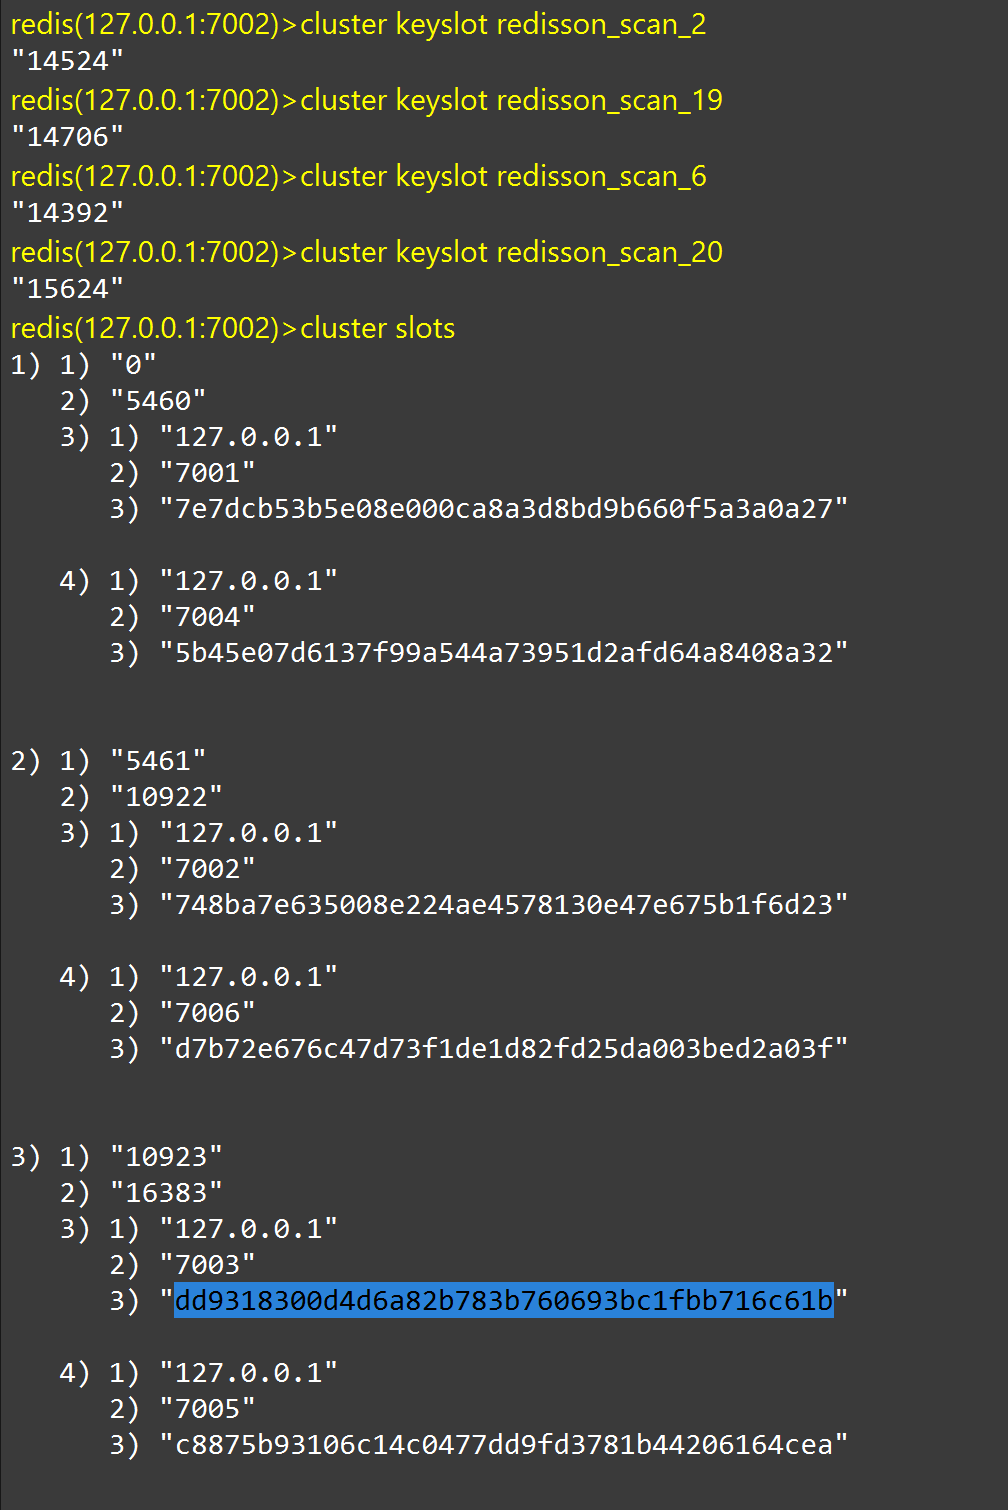 redis(127.0.0.1:7002)>cluster keyslot redisson_scan_2
"14524"
redis(127.0.0.1:7002)>cluster keyslot redisson_scan_19
"14706"
redis(127.0.0.1:7002)>cluster keyslot redisson_scan_6
"14392"
redis(127.0.0.1:7002)>cluster keyslot redisson_scan_20
"15624"
redis(127.0.0.1:7002)>cluster slots
1) 1) "0"
   2) "5460"
   3) 1) "127.0.0.1"
      2) "7001"
      3) "7e7dcb53b5e08e000ca8a3d8bd9b660f5a3a0a27"
   4) 1) "127.0.0.1"
      2) "7004"
      3) "5b45e07d6137f99a544a73951d2afd64a8408a32"
2) 1) "5461"
   2) "10922"
   3) 1) "127.0.0.1"
      2) "7002"
      3) "748ba7e635008e224ae4578130e47e675b1f6d23"
   4) 1) "127.0.0.1"
      2) "7006"
      3) "d7b72e676c47d73f1de1d82fd25da003bed2a03f"
3) 1) "10923"
   2) "16383"
   3) 1) "127.0.0.1"
      2) "7003"
      3) "dd9318300d4d6a82b783b760693bc1fbb716c61b"
   4) 1) "127.0.0.1"
      2) "7005"
      3) "c8875b93106c14c0477dd9fd3781b44206164cea"